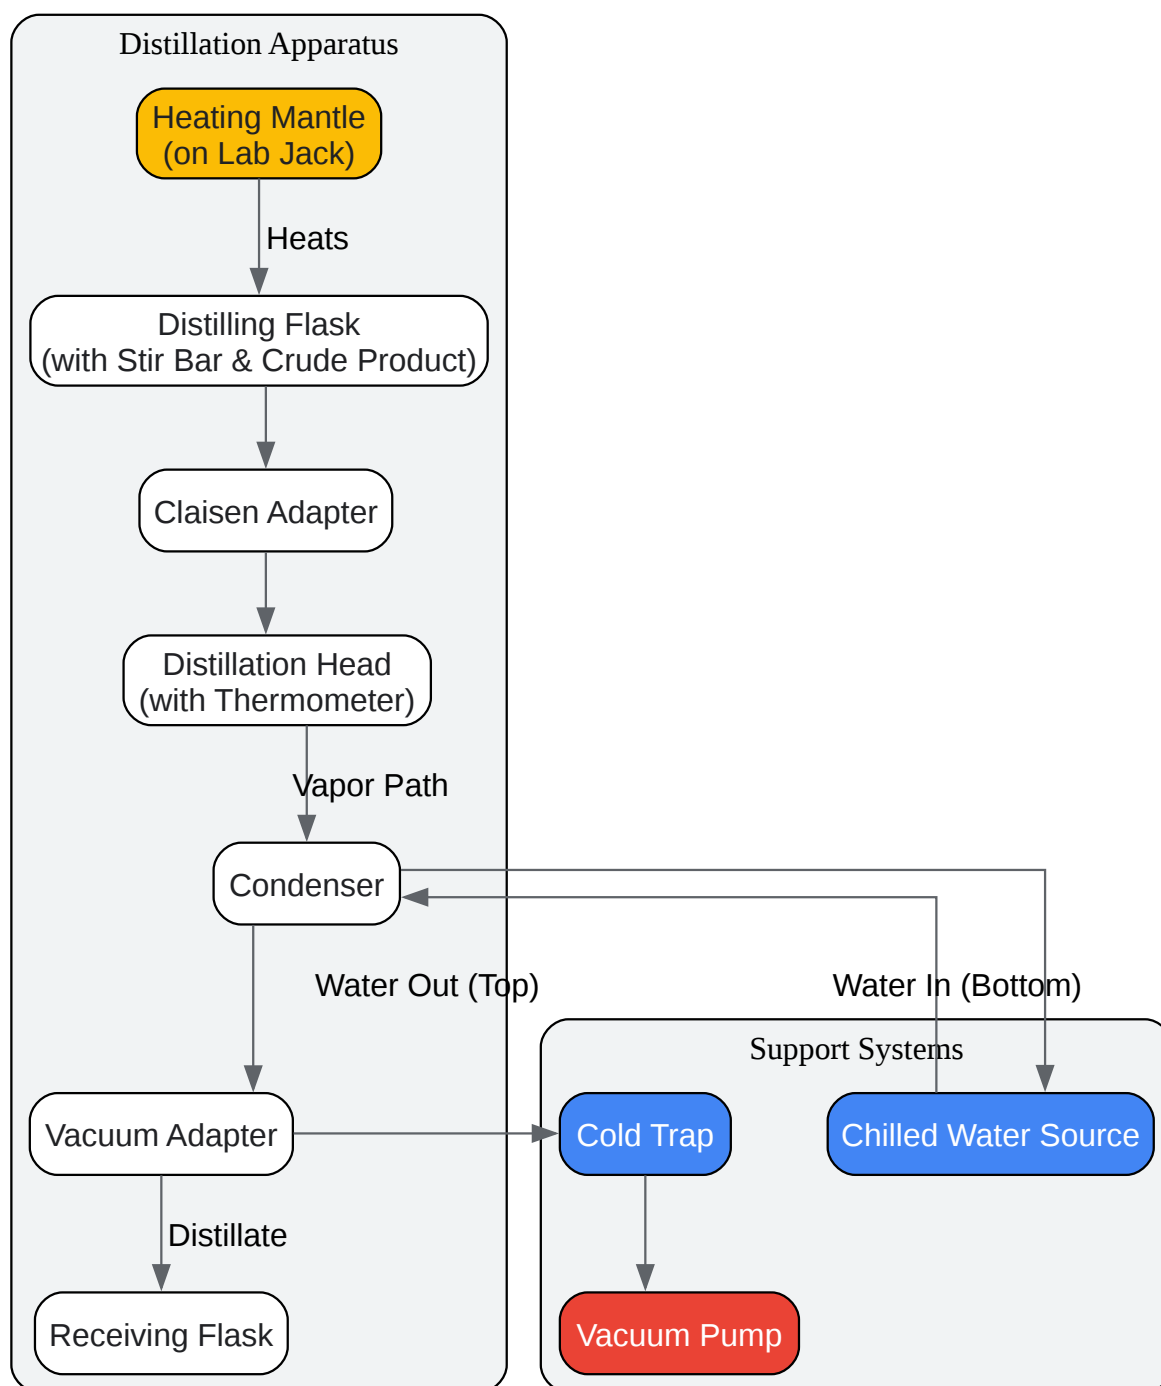 Distillation Apparatus
Heating Mantle
(on Lab Jack)
Heats
Distilling Flask
(with Stir Bar & Crude Product)
Claisen Adapter
Distillation Head
(with Thermometer)
Vapor Path
Condenser
Water Out (Top)
Water In (Bottom)
Support Systems
Vacuum Adapter
Cold Trap
Chilled Water Source
Distillate
Receiving Flask
Vacuum Pump